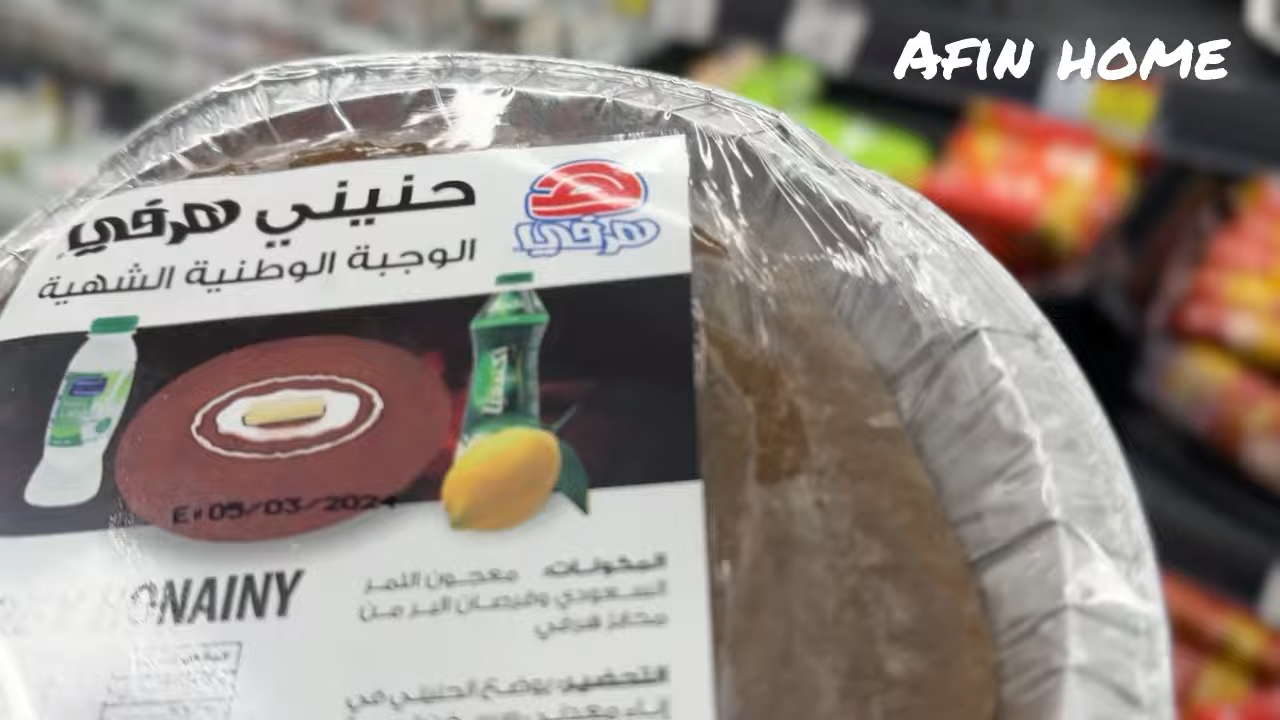 AFIN HOME
حنيني هرفي
هرفي
الوجبة الوطنية الشهية
E:05/03/2024
ONAINY
المكونات: معجون التمر
السعودي وقرصان البر من
مخابز هرفي
التحضير: يوضع الحنيني في